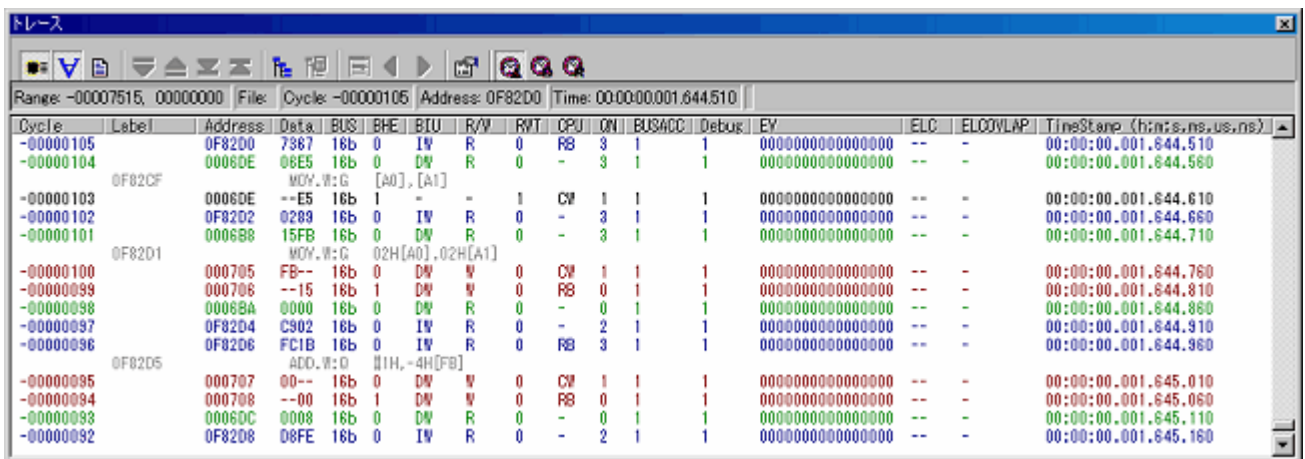 トレース
Range: -00007515, 00000000 File: Cycle: -00000105 Address: 0F82D0 Time: 00:00:00.001.644.510
Cycle Label Address Data BUS BHE BIU R/W RWT CPU QN BUSACC Debug EV ELC ELCOVLAP TimeStamp (h:m:s,ms,us,ns)
-00000105 0F82D0 7367 16b 0 IW R 0 RB 3 1 1 0000000000000000 -- - 00:00:00.001.644.510
-00000104 0006DE 06E5 16b 0 DW R 0 - 3 1 1 0000000000000000 -- - 00:00:00.001.644.560
0F82CF MOV.W:G [A0],[A1]
-00000103 0006DE --E5 16b 1 - - 1 CW 1 1 1 0000000000000000 -- - 00:00:00.001.644.610
-00000102 0F82D2 0289 16b 0 IW R 0 - 3 1 1 0000000000000000 -- - 00:00:00.001.644.660
-00000101 0006B8 15FB 16b 0 DW R 0 - 3 1 1 0000000000000000 -- - 00:00:00.001.644.710
0F82D1 MOV.W:G 02H[A0],02H[A1]
-00000100 000705 FB-- 16b 0 DW W 0 CW 1 1 1 0000000000000000 -- - 00:00:00.001.644.760
-00000099 000706 --15 16b 1 DW W 0 RB 0 1 1 0000000000000000 -- - 00:00:00.001.644.810
-00000098 0006BA 0000 16b 0 DW R 0 - 0 1 1 0000000000000000 -- - 00:00:00.001.644.860
-00000097 0F82D4 C902 16b 0 IW R 0 - 2 1 1 0000000000000000 -- - 00:00:00.001.644.910
-00000096 0F82D6 FC1B 16b 0 IW R 0 RB 3 1 1 0000000000000000 -- - 00:00:00.001.644.960
0F82D5 ADD.W:Q #1H,-4H[FB]
-00000095 000707 00-- 16b 0 DW W 0 CW 1 1 1 0000000000000000 -- - 00:00:00.001.645.010
-00000094 000708 --00 16b 1 DW W 0 RB 0 1 1 0000000000000000 -- - 00:00:00.001.645.060
-00000093 0006DC 0008 16b 0 DW R 0 - 0 1 1 0000000000000000 -- - 00:00:00.001.645.110
-00000092 0F82D8 D8FE 16b 0 IW R 0 - 2 1 1 0000000000000000 -- - 00:00:00.001.645.160